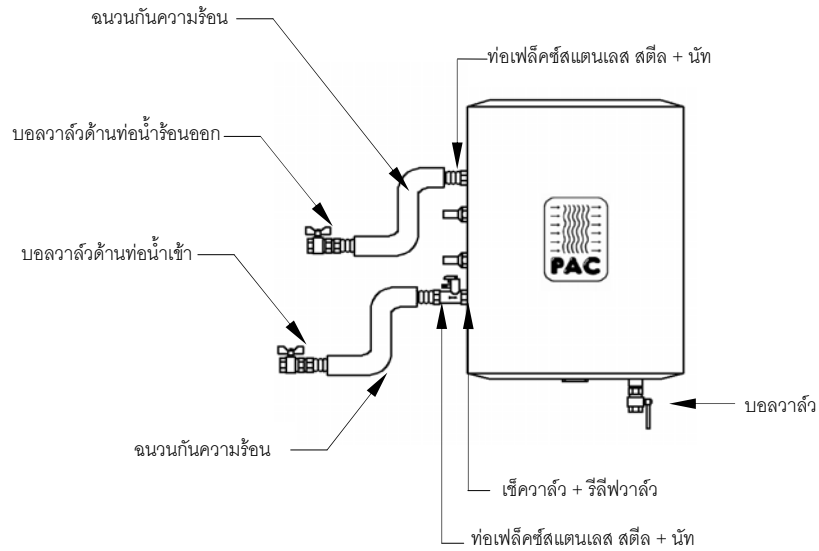 ฉนวนกันความร้อน
ท่อเฟล็คซ์สแตนเลส สตีล + นัท
บอลวาล์วด้านท่อน้ำร้อนออก
บอลวาล์วด้านท่อน้ำเข้า
PAC
บอลวาล์ว
ฉนวนกันความร้อน
เช็ควาล์ว + รีลีฟวาล์ว
ท่อเฟล็คซ์สแตนเลส สตีล + นัท